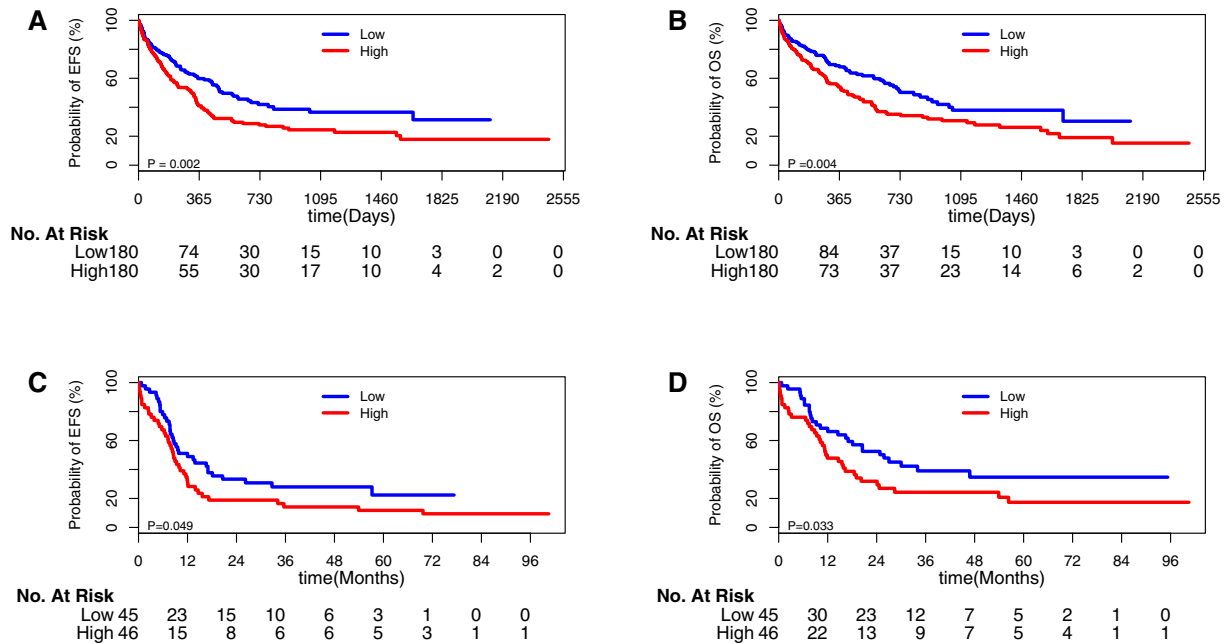 A
Probability of EFS (%)
100
60
20
0
Low
High
P = 0.002
0 365 730 1095 1460 1825 2190 2555
time(Days)
No. At Risk
Low180 74 30 15 10 3 0 0
High180 55 30 17 10 4 2 0
B
Probability of OS (%)
100
60
20
0
Low
High
P =0.004
0 365 730 1095 1460 1825 2190 2555
time(Days)
No. At Risk
Low180 84 37 15 10 3 0 0
High180 73 37 23 14 6 2 0
C
Probability of EFS (%)
100
60
20
0
Low
High
P=0.049
0 12 24 36 48 60 72 84 96
time(Months)
No. At Risk
Low 45 23 15 10 6 3 1 0 0
High 46 15 8 6 6 5 3 1 1
D
Probability of OS (%)
100
60
20
0
Low
High
P=0.033
0 12 24 36 48 60 72 84 96
time(Months)
No. At Risk
Low 45 30 23 12 7 5 2 1 0
High 46 22 13 9 7 5 4 1 1